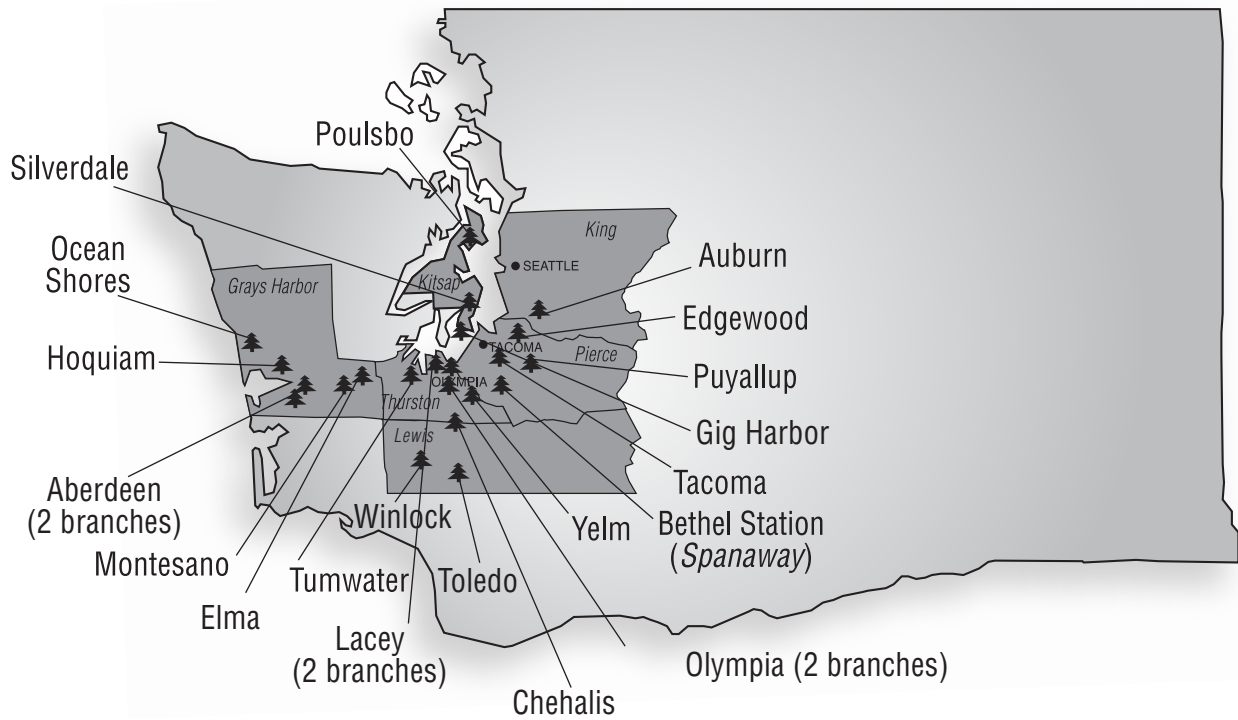 Poulsbo
Silverdale
Ocean
Shores
Hoquiam
Aberdeen
(2 branches)
Montesano
Elma
Tumwater
Lacey
(2 branches)
Winlock
Toledo
Chehalis
Yelm
Olympia (2 branches)
Bethel Station
(Spanaway)
Tacoma
Gig Harbor
Puyallup
Edgewood
Auburn
King
SEATTLE
Kitsap
Grays Harbor
TACOMA
Pierce
OLYMPIA
Thurston
Lewis